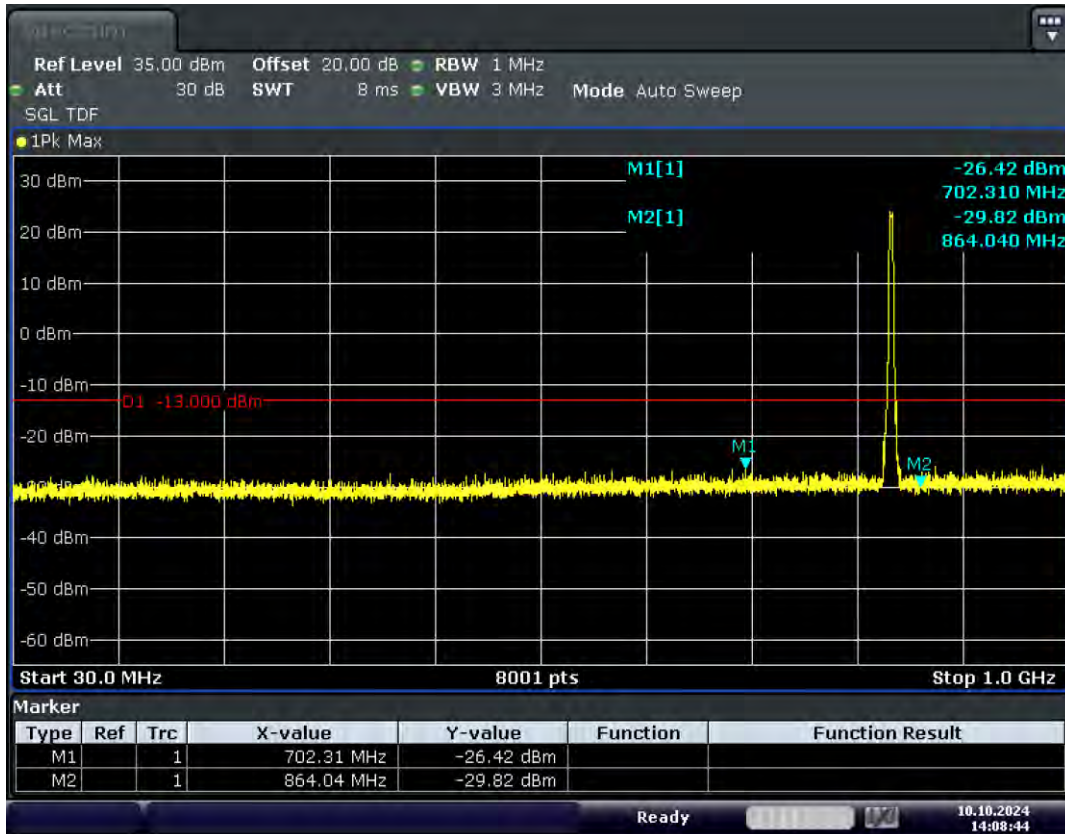 Spectrum
Ref Level 35.00 dBm Offset 20.00 dB RBW 1 MHz
Att 30 dB SWT 8 ms VBW 3 MHz Mode Auto Sweep
SGL TDF
1Pk Max
M1[1] -26.42 dBm
702.310 MHz
M2[1] -29.82 dBm
864.040 MHz
30 dBm
20 dBm
10 dBm
0 dBm
-10 dBm
D1 -13.000 dBm
-20 dBm
M1
M2
-40 dBm
-50 dBm
-60 dBm
Start 30.0 MHz 8001 pts Stop 1.0 GHz
Marker
Type Ref Trc X-value Y-value Function Function Result
M1 1 702.31 MHz -26.42 dBm
M2 1 864.04 MHz -29.82 dBm
Ready 10.10.2024
14:08:44